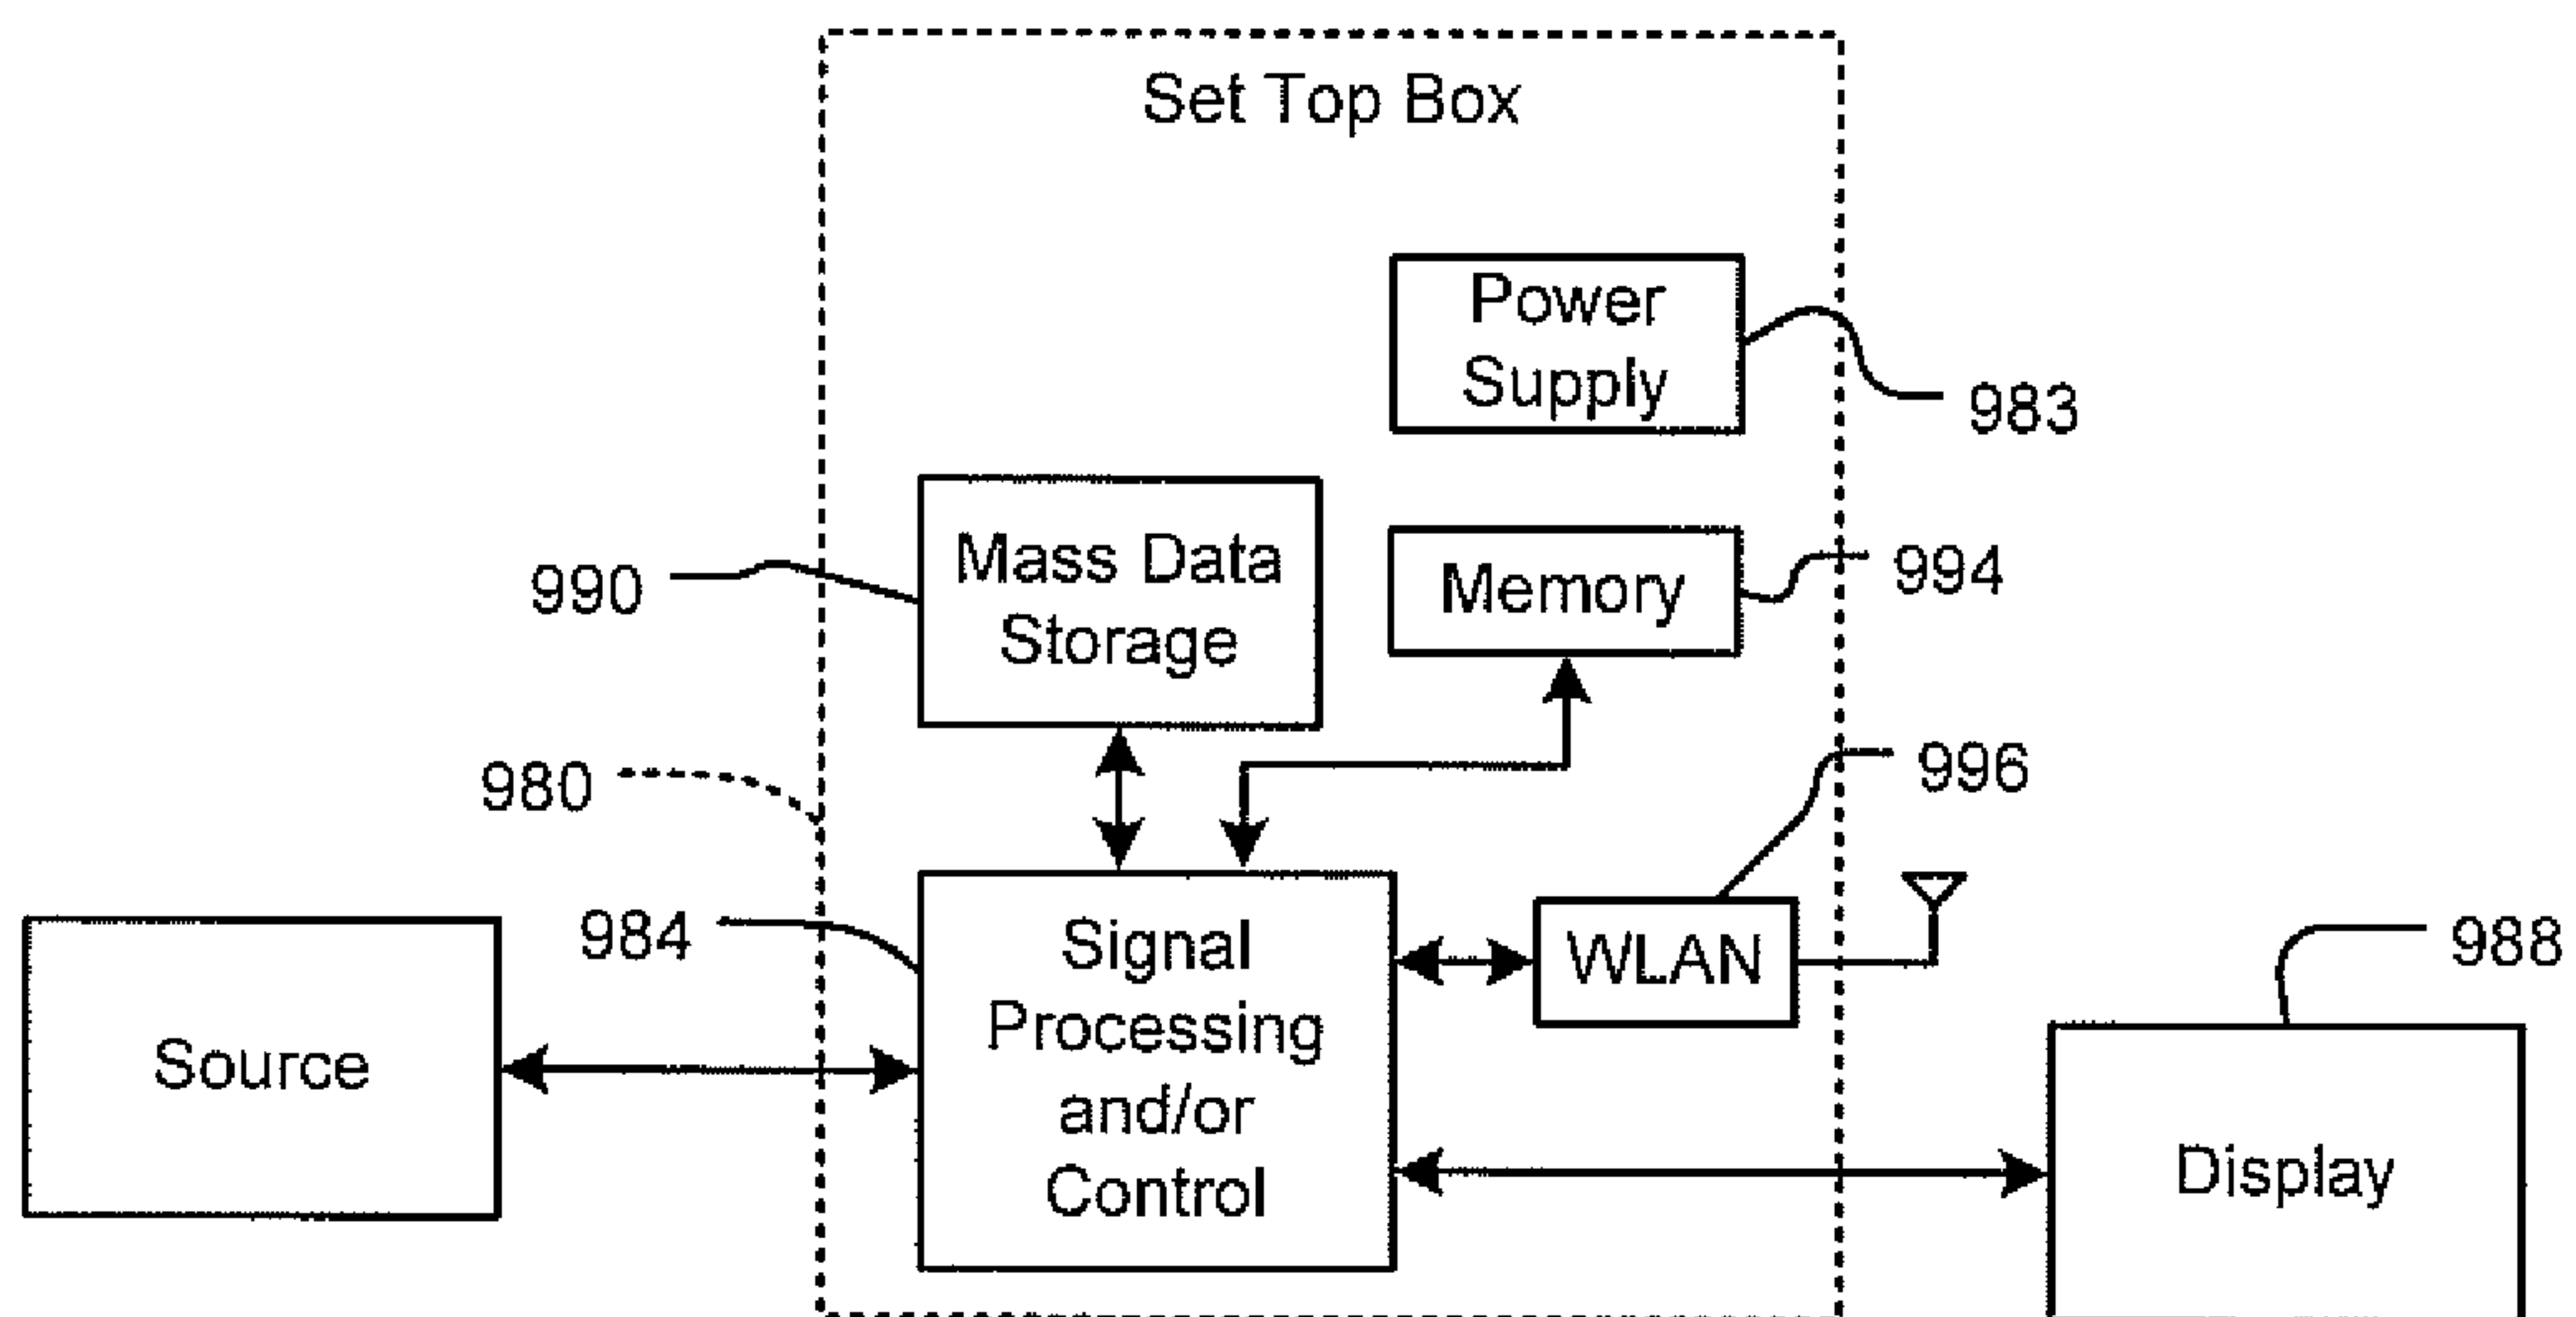 Set Top Box
Power
Supply
983
Mass Data
Storage
990
Memory
994
980
996
984
Signal
Processing
and/or
Control
WLAN
988
Source
Display